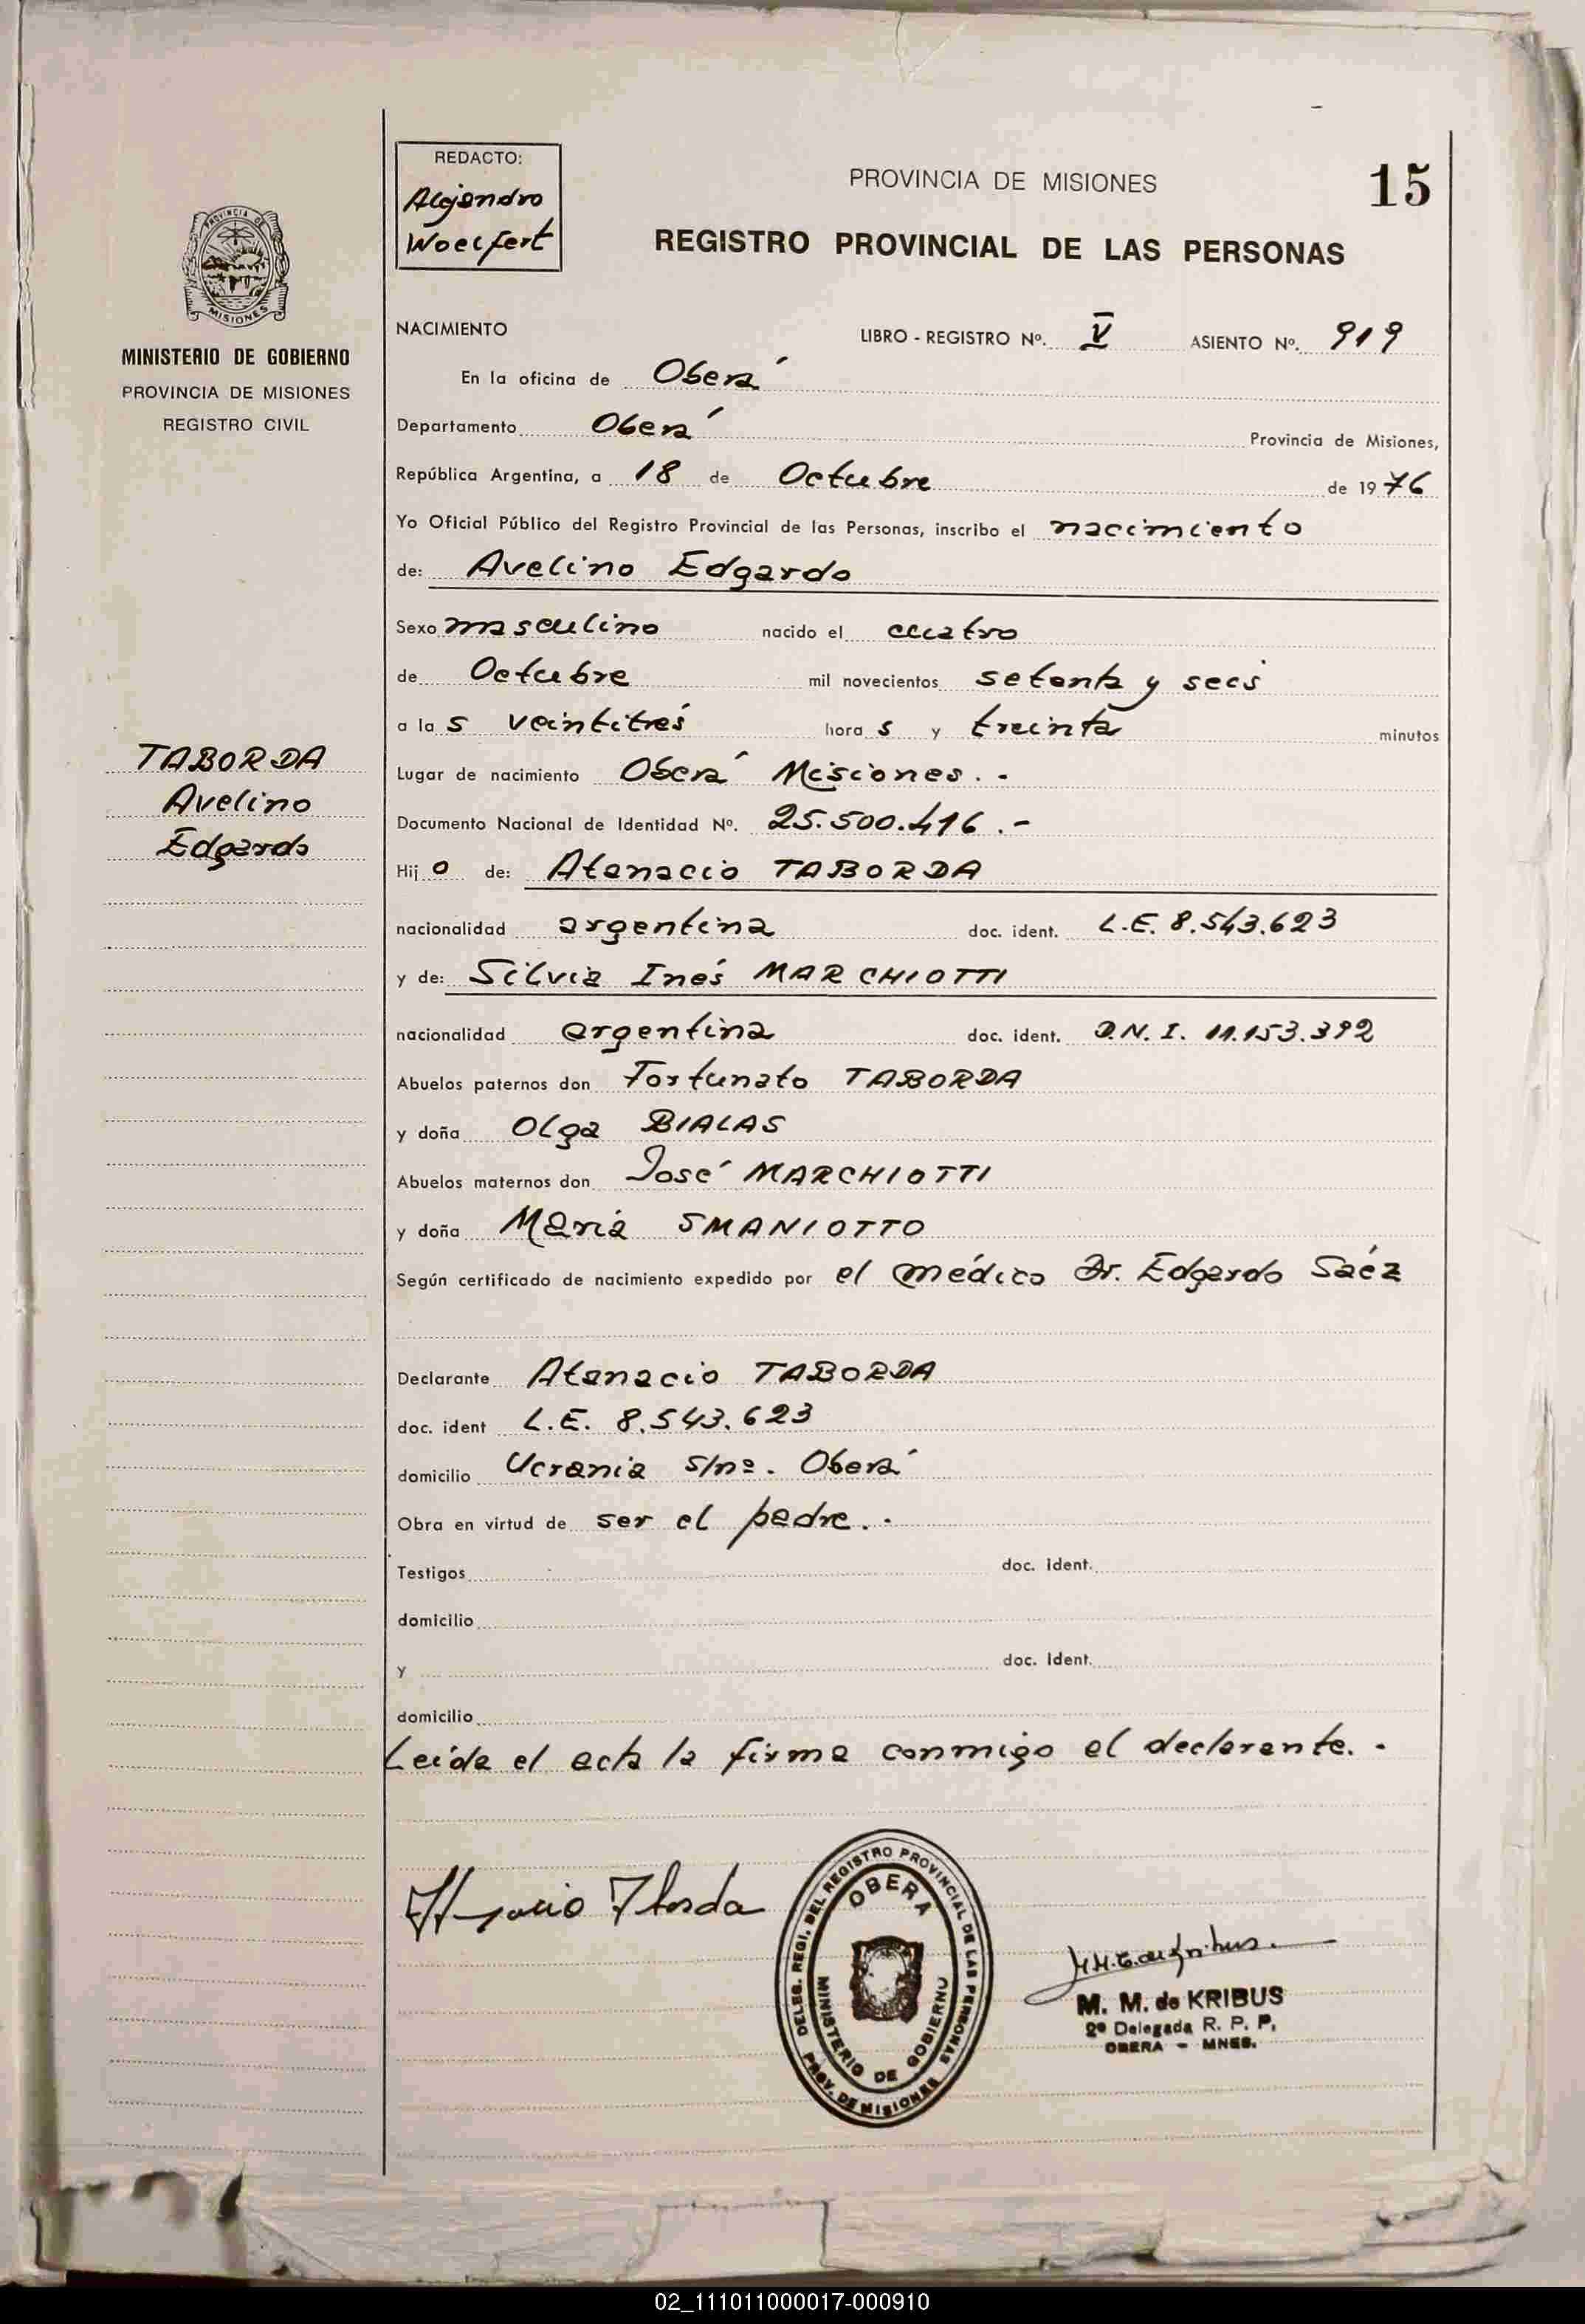 REDACTO:
Alejandro
Woelfert
PROVINCIA DE MISIONES
15
REGISTRO PROVINCIAL DE LAS PERSONAS
PROVINCIA DE
MISIONES
MINISTERIO DE GOBIERNO
PROVINCIA DE MISIONES
REGISTRO CIVIL
NACIMIENTO LIBRO - REGISTRO Nº. V ASIENTO Nº. 919
En la oficina de Oberá
Departamento Oberá Provincia de Misiones,
República Argentina, a 18 de Octubre de 1976
Yo Oficial Público del Registro Provincial de las Personas, inscribo el nacimiento
de: Avelino Edgardo
Sexo masculino nacido el cuatro
de Octubre mil novecientos setenta y seis
a las veintitrés horas y treinta minutos
TABORDA
Avelino
Edgardo
Lugar de nacimiento Oberá Misiones.-
Documento Nacional de Identidad Nº. 25.500.416.-
Hijo de: Atanacio TABORDA
nacionalidad argentina doc. ident. L.E. 8.543.623
y de: Silvia Inés MARCHIOTTI
nacionalidad argentina doc. ident. D.N.I. 11.153.392
Abuelos paternos don Fortunato TABORDA
y doña Olga BIALAS
Abuelos maternos don José MARCHIOTTI
y doña Maria SMANIOTTO
Según certificado de nacimiento expedido por el médico Dr. Edgardo Saéz
Declarante Atanacio TABORDA
doc. ident L.E. 8.543.623
domicilio Ucrania s/nº. Oberá
Obra en virtud de ser el padre.-
Testigos doc. ident.
domicilio
y doc. ident.
domicilio
Leida el acta la firma conmigo el declarante.-
DELEG. REGI. DEL REGISTRO PROVINCIAL DE LAS PERSONAS
OBERA
MINISTERIO DE GOBIERNO
PROV. DE MISIONES
M. M. de KRIBUS
2ª Delegada R. P. P.
OBERA - MNES.
02_111011000017-000910